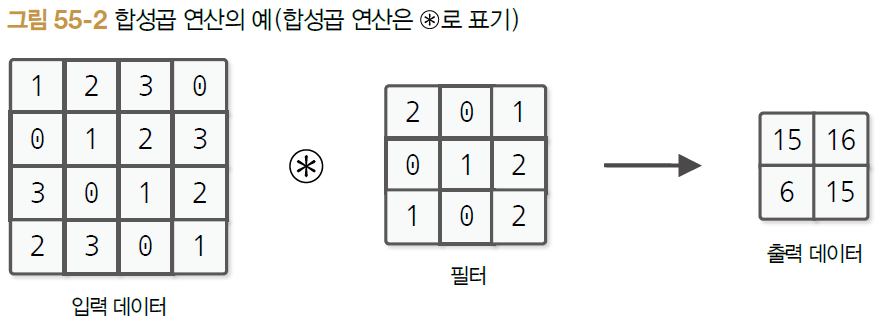 그림 55-2 합성곱 연산의 예(합성곱 연산은 ⊛로 표기)
1 2 3 0
0 1 2 3
3 0 1 2
2 3 0 1
입력 데이터
⊛
2 0 1
0 1 2
1 0 2
필터
15 16
6 15
출력 데이터